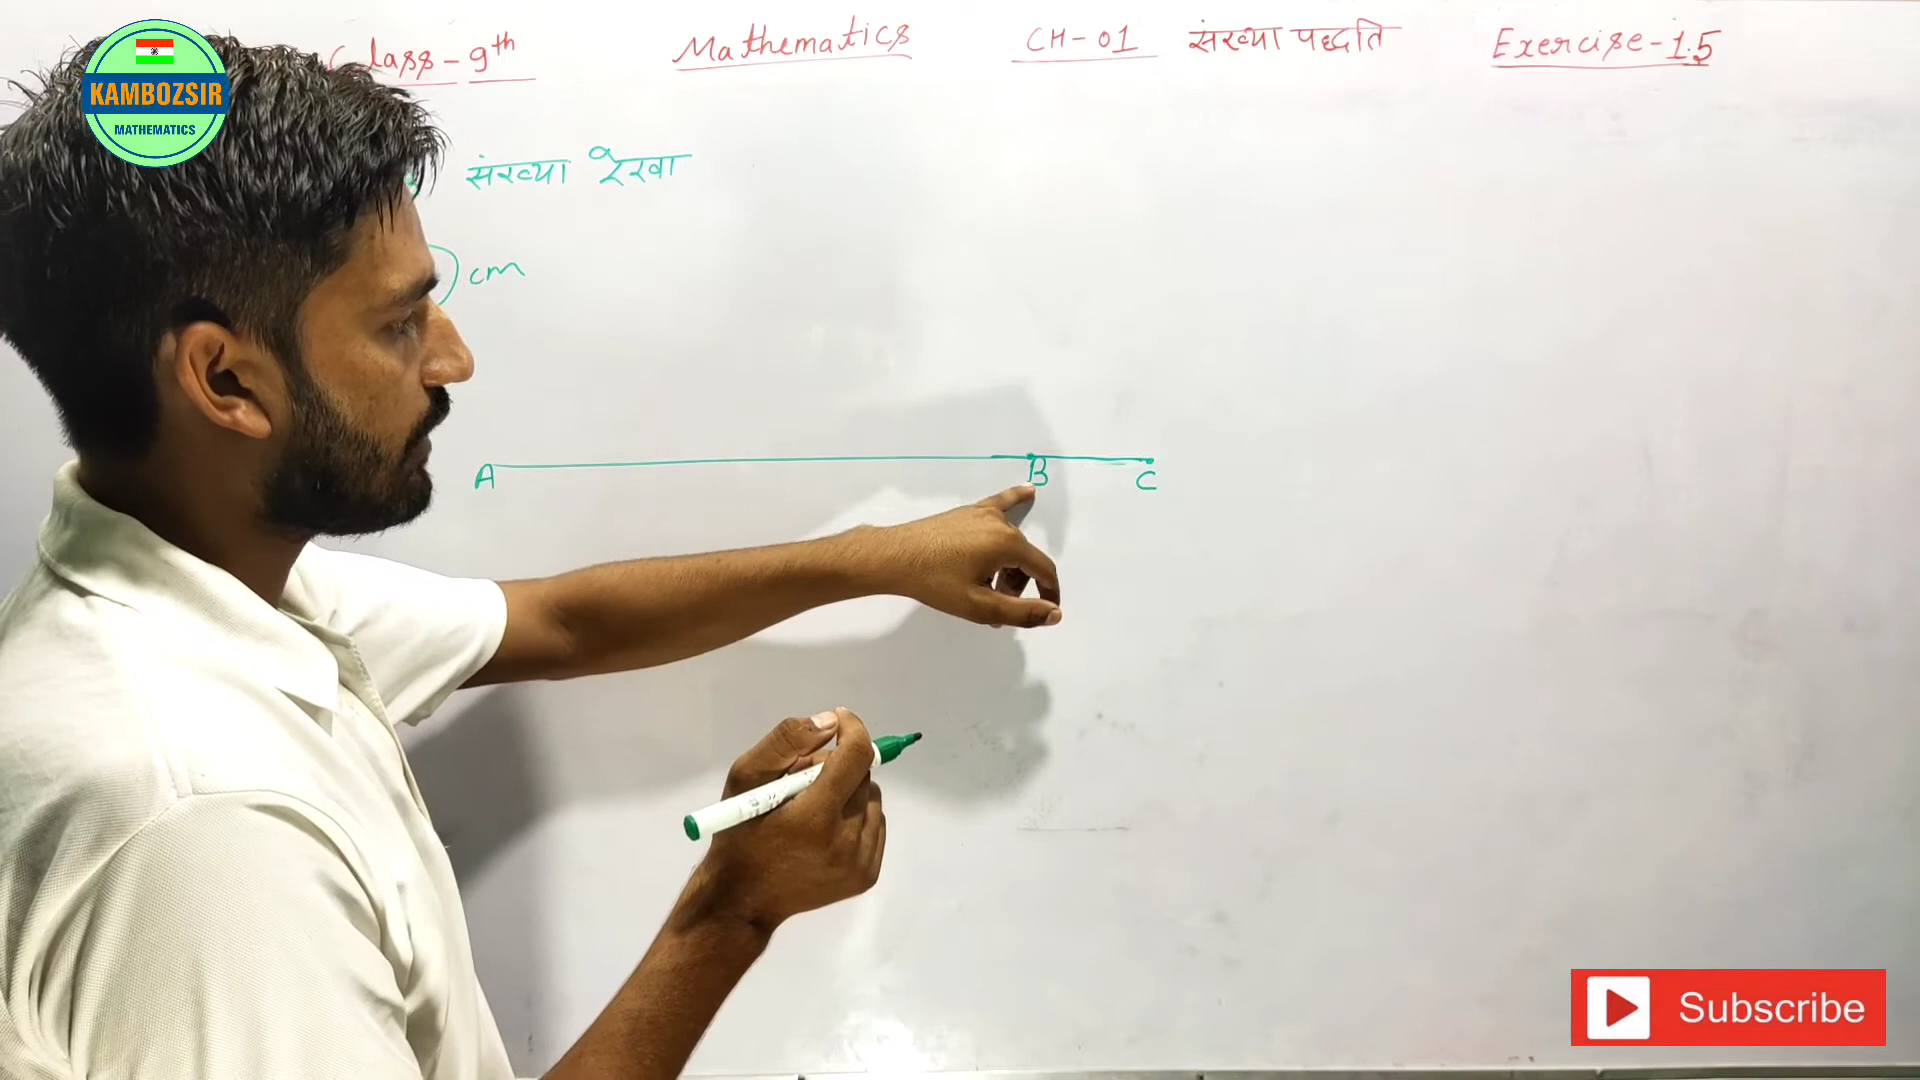 Class-9th Mathematics CH-01 संख्या पद्धति Exercise-1.5
KAMBOZSIR
MATHEMATICS
संख्या रेखा
cm
A B C
Subscribe